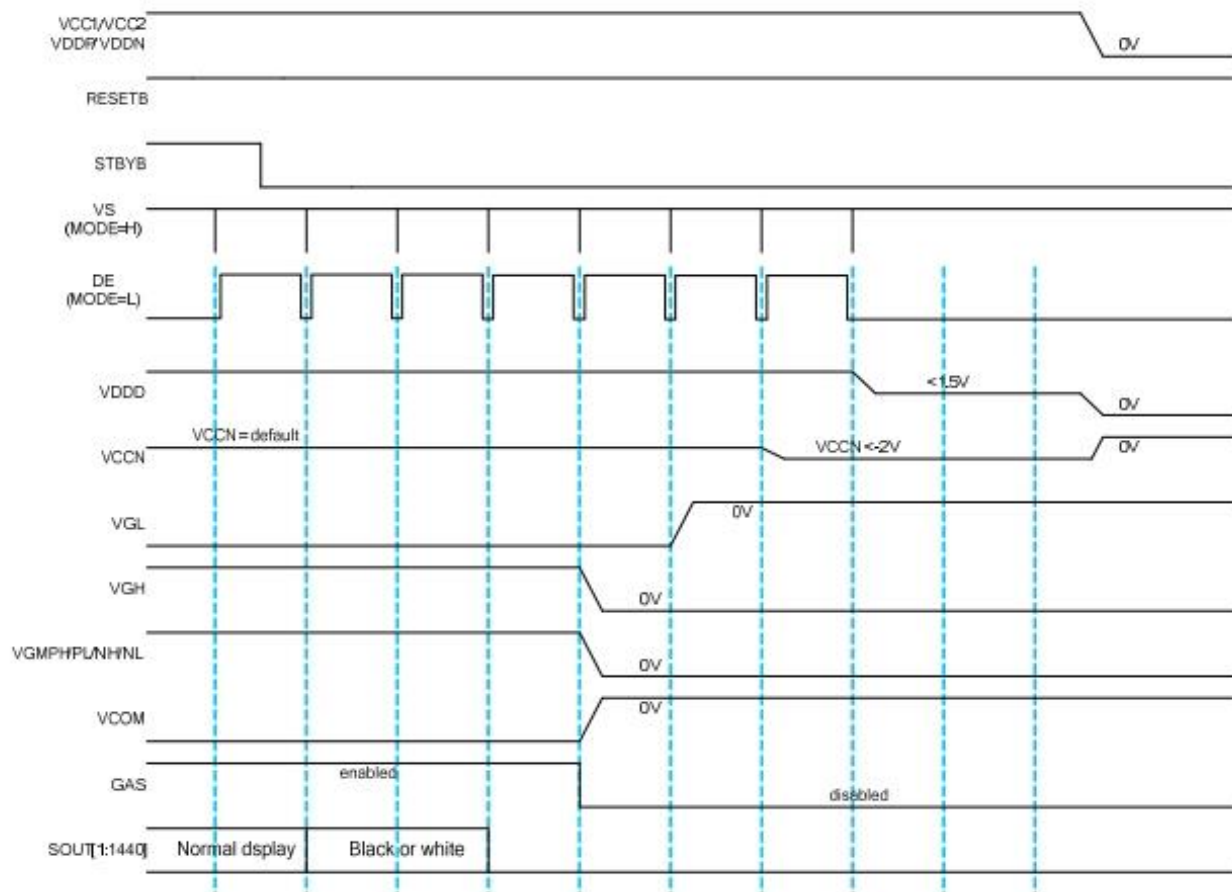 VCC1/VCC2
VDDP/VDDN
0V
RESETB
STBYB
VS
(MODE=H)
DE
(MODE=L)
VDDD
<1.5V
0V
VCCN
VCCN=default
VCCN<-2V
0V
VGL
0V
VGH
0V
VGMPH/PL/NH/NL
0V
VCOM
0V
GAS
enabled
disabled
SOUT[1:1440]
Normal dsplay
Black or white